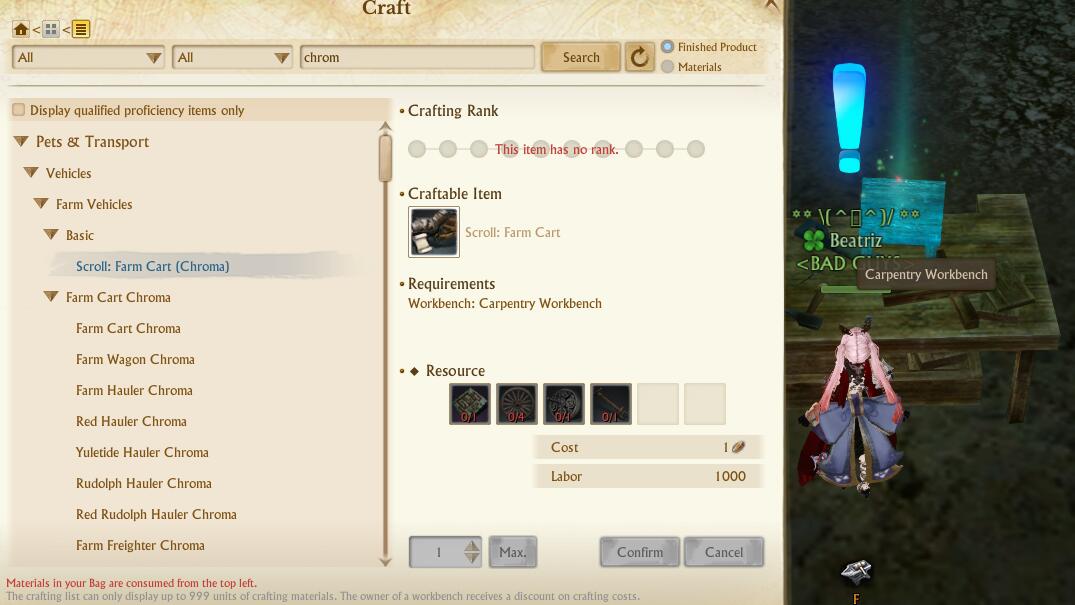 Craft
< <
All
All
chrom
Search
Finished Product
Materials
Display qualified proficiency items only
Pets & Transport
Vehicles
Farm Vehicles
Basic
Scroll: Farm Cart (Chroma)
Farm Cart Chroma
Farm Cart Chroma
Farm Wagon Chroma
Farm Hauler Chroma
Red Hauler Chroma
Yuletide Hauler Chroma
Rudolph Hauler Chroma
Red Rudolph Hauler Chroma
Farm Freighter Chroma
Crafting Rank
This item has no rank.
Craftable Item
Scroll: Farm Cart
Requirements
Workbench: Carpentry Workbench
Resource
0/1 0/4 0/1 0/1
Cost 1
Labor 1000
1
Max.
Confirm
Cancel
Materials in your Bag are consumed from the top left.
The crafting list can only display up to 999 units of crafting materials. The owner of a workbench receives a discount on crafting costs.
** \(^▯^)/ **
Beatriz
<BAD GUYS
Carpentry Workbench
F